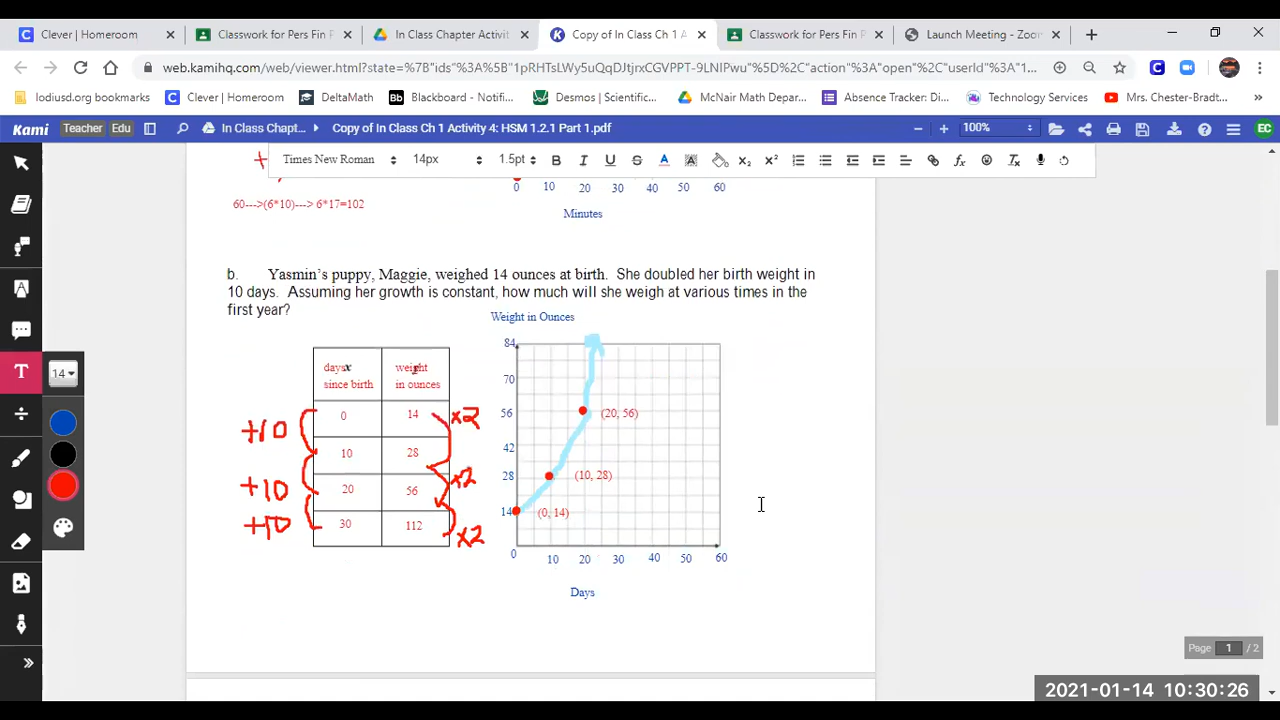 Clever | Homeroom
Classwork for Pers Fin F
In Class Chapter Activit
Copy of In Class Ch 1 A
Classwork for Pers Fin P
Launch Meeting - Zoo
web.kamihq.com/web/viewer.html?state=%7B"ids"%3A%5B"1pRHTsLWy5uQqDJtjrxCGVPPT-9LNlPwu"%5D%2C"action"%3A"open"%2C"userId"%3A"1...
lodiusd.org bookmarks
Clever | Homeroom
DeltaMath
Bb Blackboard - Notifi...
Desmos | Scientific...
McNair Math Depar...
Absence Tracker: Di...
Technology Services
Mrs. Chester-Bradt...
Kami Teacher Edu
In Class Chapt...
Copy of In Class Ch 1 Activity 4: HSM 1.2.1 Part 1.pdf
100%
EC
Times New Roman 14px 1.5pt
0 10 20 30 40 50 60
60--->(6*10)---> 6*17=102
Minutes
b. Yasmin's puppy, Maggie, weighed 14 ounces at birth. She doubled her birth weight in
10 days. Assuming her growth is constant, how much will she weigh at various times in the
first year?
Weight in Ounces
days x since birth
weight in ounces
0 14
10 28
20 56
30 112
+10
+10
+10
x2
x2
x2
84
70
56
42
28
14
(20, 56)
(10, 28)
(0, 14)
0 10 20 30 40 50 60
Days
T 14
Page 1 / 2
2021-01-14 10:30:26